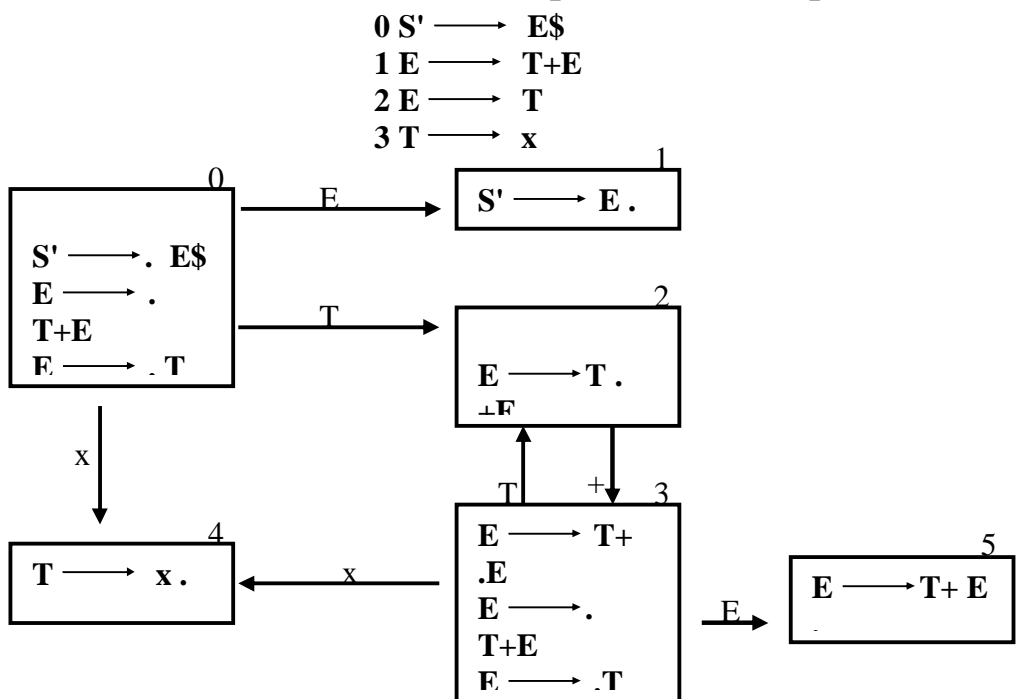 0 S' → E$
1 E → T+E
2 E → T
3 T → x
0
S' → . E$
E → .
T+E
E → . T
E
1
S' → E .
T
2
E → T .
+E
x
T
+
4
T → x .
x
3
E → T+
.E
E → .
T+E
E → .T
E
5
E → T+ E
.